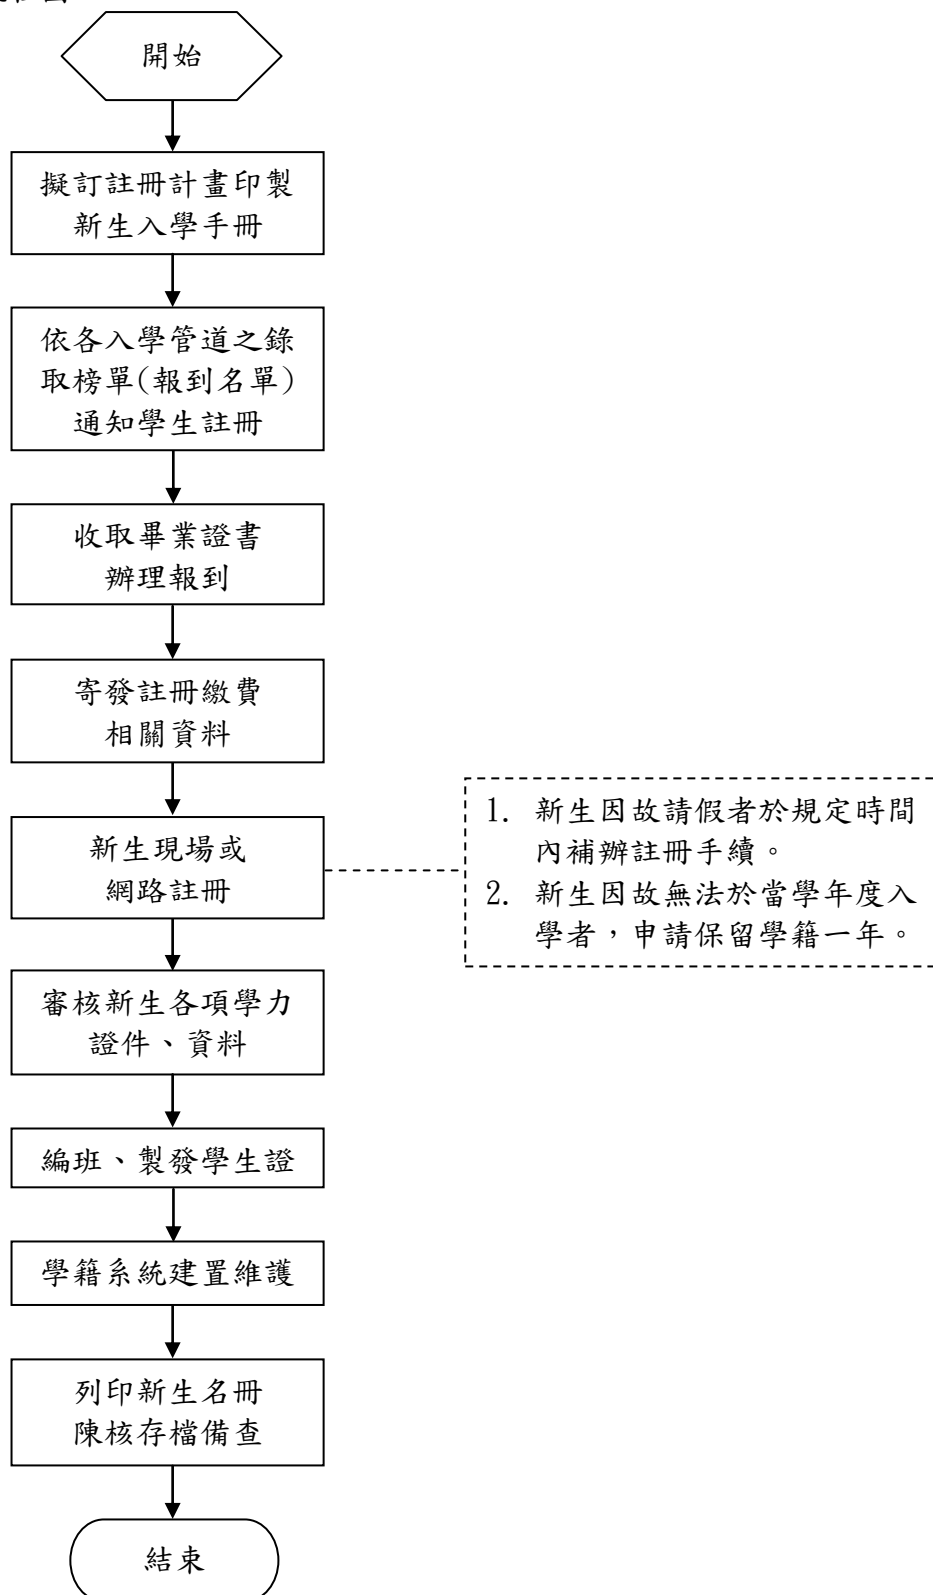 開始
擬訂註冊計畫印製
新生入學手冊
依各入學管道之錄
取榜單(報到名單)
通知學生註冊
收取畢業證書
辦理報到
寄發註冊繳費
相關資料
新生現場或
網路註冊
1. 新生因故請假者於規定時間
內補辦註冊手續。
2. 新生因故無法於當學年度入
學者，申請保留學籍一年。
審核新生各項學力
證件、資料
編班、製發學生證
學籍系統建置維護
列印新生名冊
陳核存檔備查
結束